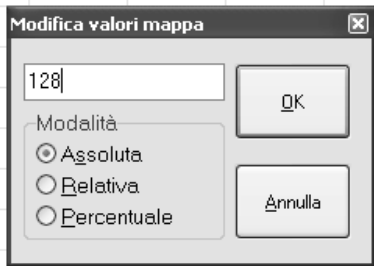 Modifica valori mappa
128
OK
Modalità
Assoluta
Relativa
Percentuale
Annulla